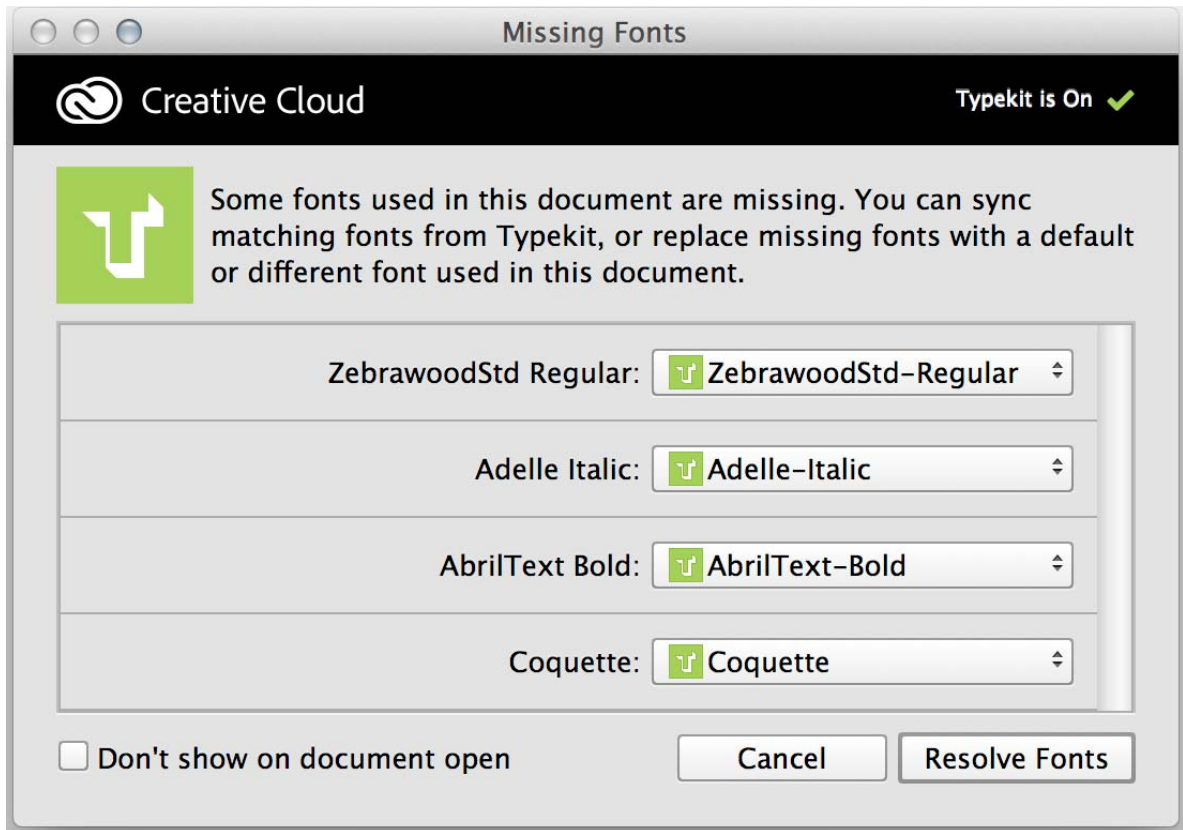 Missing Fonts
Creative Cloud
Typekit is On
Some fonts used in this document are missing. You can sync
matching fonts from Typekit, or replace missing fonts with a default
or different font used in this document.
ZebrawoodStd Regular: ZebrawoodStd-Regular
Adelle Italic: Adelle-Italic
AbrilText Bold: AbrilText-Bold
Coquette: Coquette
Don't show on document open
Cancel
Resolve Fonts